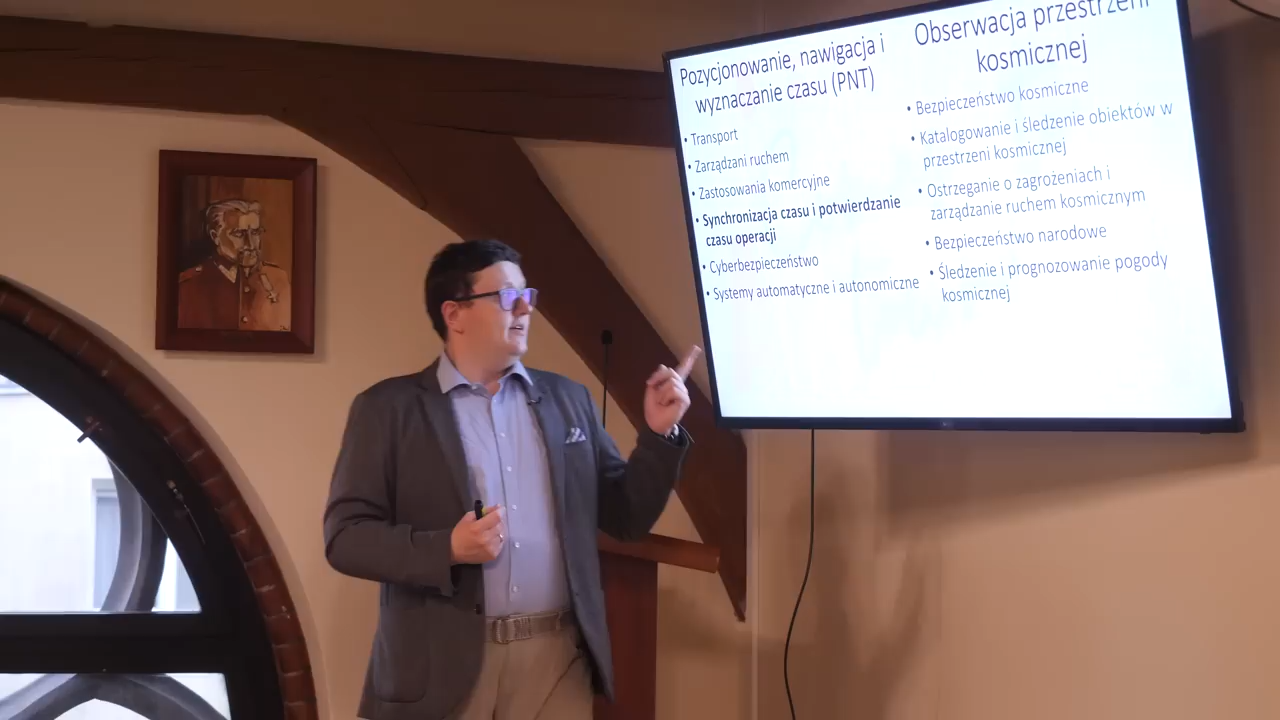 Pozycjonowanie, nawigacja i
wyznaczanie czasu (PNT)
• Transport
• Zarządzani ruchem
• Zastosowania komercyjne
• Synchronizacja czasu i potwierdzanie
czasu operacji
• Cyberbezpieczeństwo
• Systemy automatyczne i autonomiczne
Obserwacja przestrzeni
kosmicznej
• Bezpieczeństwo kosmiczne
• Katalogowanie i śledzenie obiektów w
przestrzeni kosmicznej
• Ostrzeganie o zagrożeniach i
zarządzanie ruchem kosmicznym
• Bezpieczeństwo narodowe
• Śledzenie i prognozowanie pogody
kosmicznej